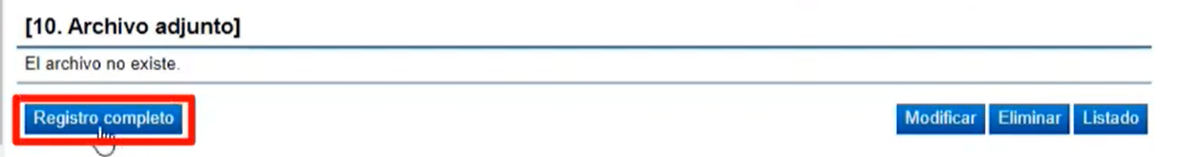 [10. Archivo adjunto]
El archivo no existe.
Registro completo Modificar Eliminar Listado